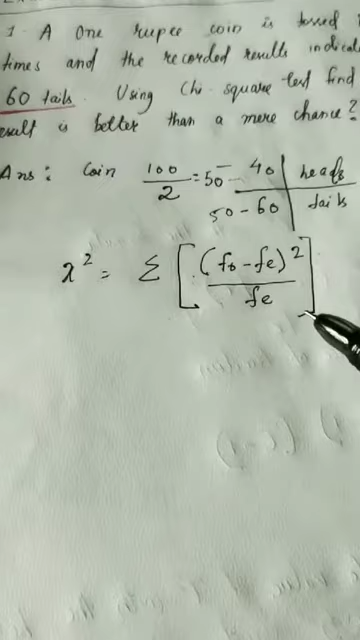 1. A One rupee coin is tossed
times and the recorded results indicate
60 tails. Using Chi square test find
result is better than a mere chance?
Ans: Coin 100/2 = 50 - 40 | heads
50 - 60 | tails
χ² = Σ [(fo - fe)²/fe]